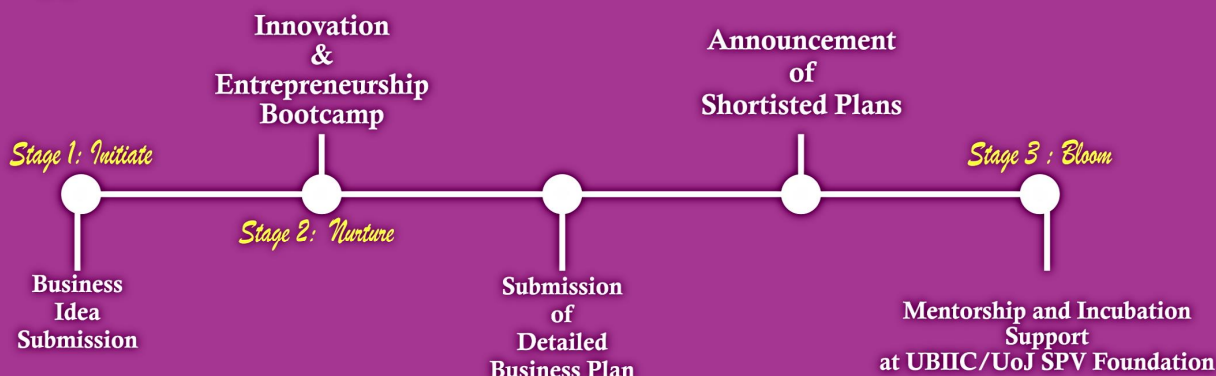 Innovation
&
Entrepreneurship
Bootcamp
Announcement
of
Shortisted Plans
Stage 1: Initiate
Stage 3 : Bloom
Stage 2: Nurture
Business
Idea
Submission
Submission
of
Detailed
Business Plan
Mentorship and Incubation
Support
at UBIIC/UoJ SPV Foundation